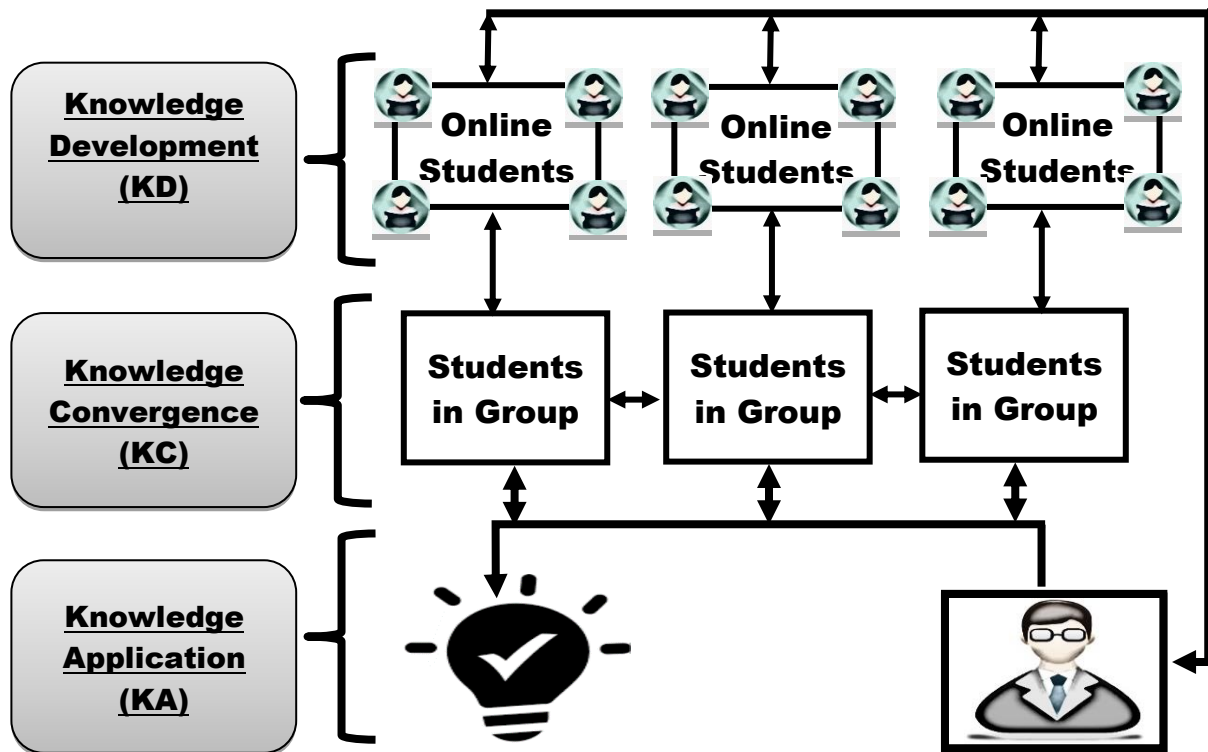 Knowledge
Development
(KD)
Online
Students
Online
Students
Online
Students
Knowledge
Convergence
(KC)
Students
in Group
Students
in Group
Students
in Group
Knowledge
Application
(KA)